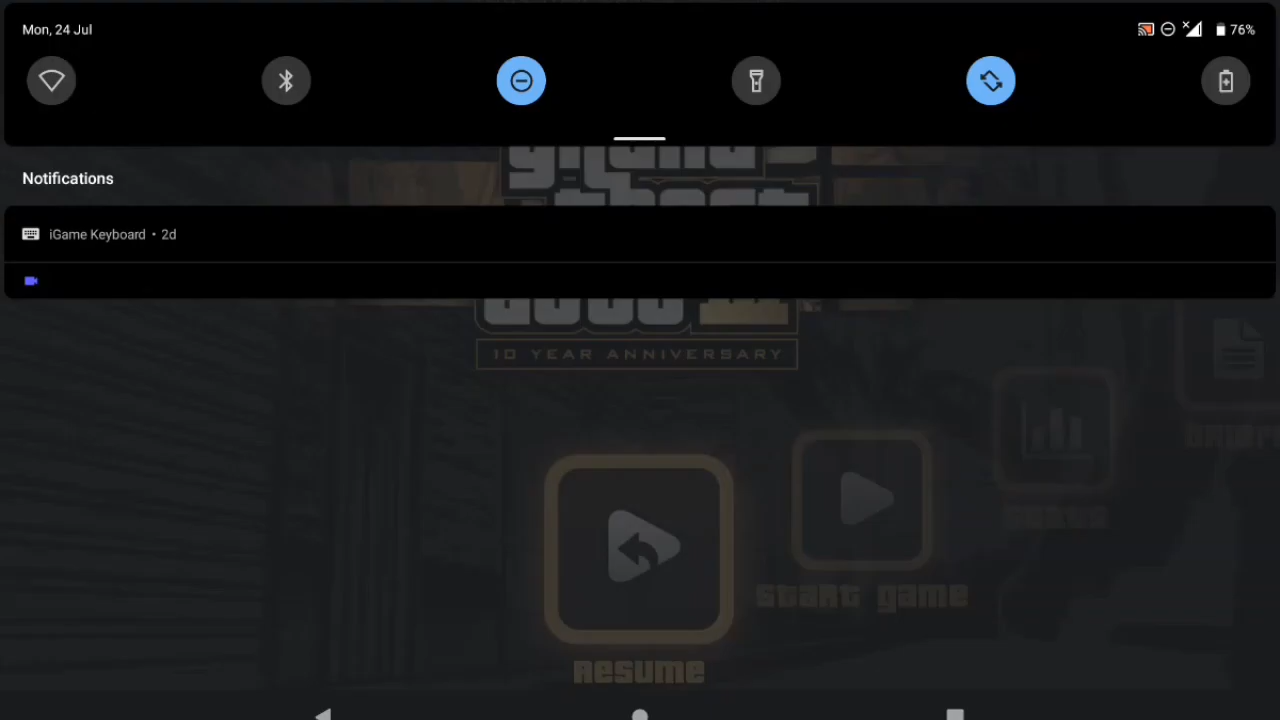 Mon, 24 Jul
76%
Notifications
iGame Keyboard • 2d
10 YEAR ANNIVERSARY
start game
resume